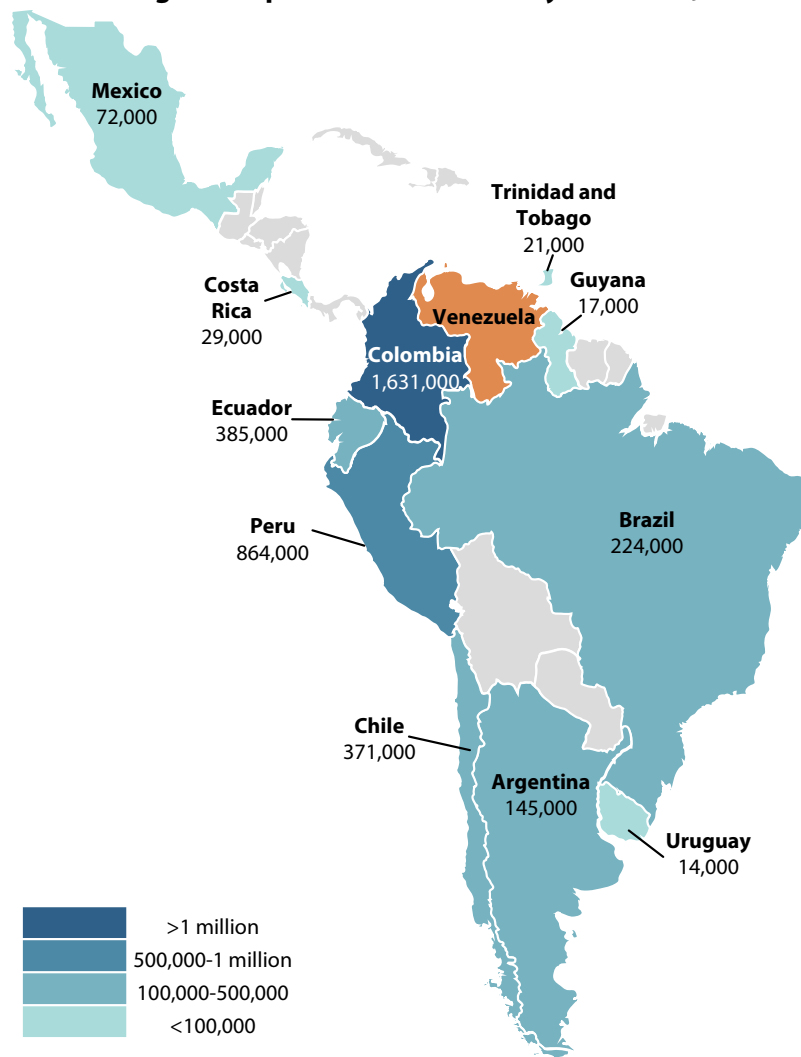 Mexico
72,000
Trinidad and
Tobago
21,000
Guyana
17,000
Costa
Rica
29,000
Venezuela
Colombia
1,631,000
Ecuador
385,000
Peru
864,000
Brazil
224,000
Chile
371,000
Argentina
145,000
Uruguay
14,000
>1 million
500,000-1 million
100,000-500,000
<100,000